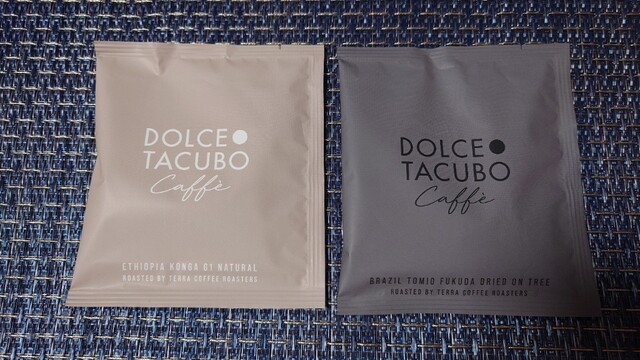 DOLCE●
TACUBO
Caffè
ETHIOPIA KONGA G1 NATURAL
ROASTED BY TERRA COFFEE ROASTERS
DOLCE●
TACUBO
Caffè
BRAZIL TOMIO FUKUDA DRIED ON TREE
ROASTED BY TERRA COFFEE ROASTERS